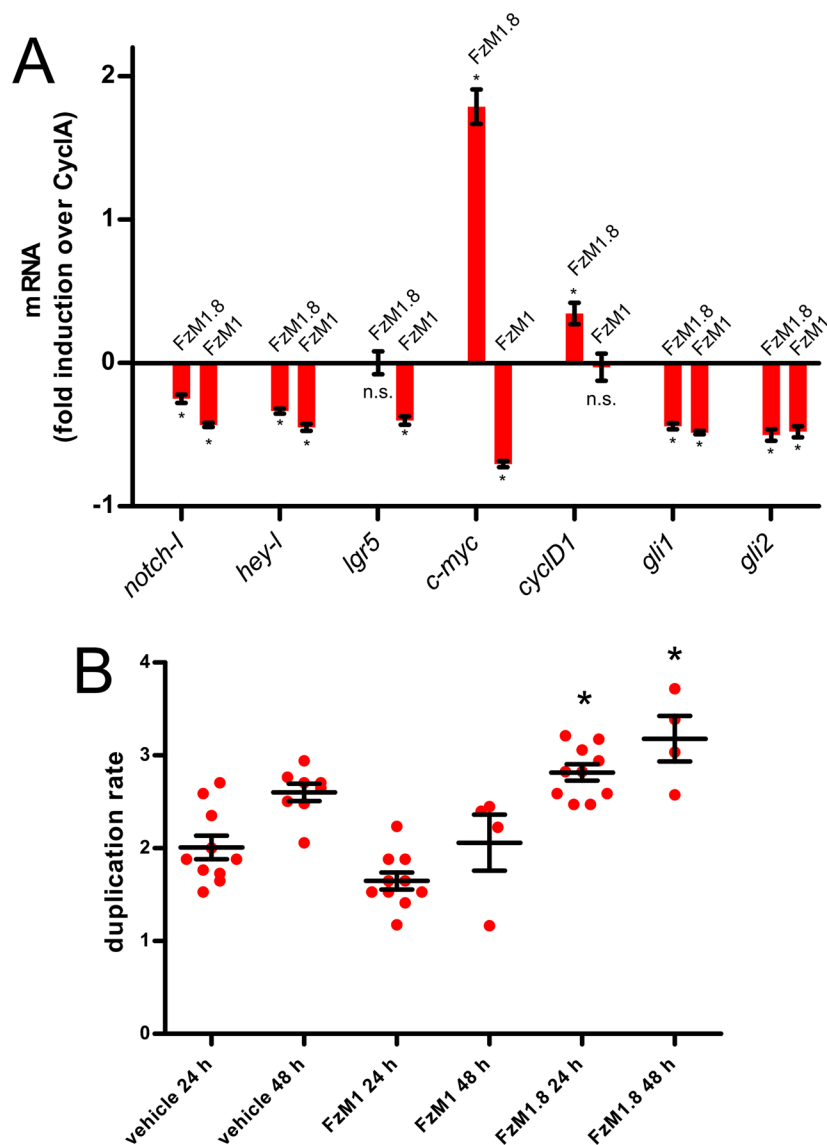 A
mRNA
(fold induction over CyclA)
2
1
0
-1
FzM1.8
*
FzM1.8
*
FzM1
*
FzM1.8
*
FzM1
*
FzM1.8
n.s.
FzM1
*
FzM1
*
FzM1.8
*
FzM1
n.s.
FzM1.8
*
FzM1
*
FzM1.8
*
FzM1
*
notch-I
hey-I
lgr5
c-myc
cyclD1
gli1
gli2
B
duplication rate
4
3
2
1
0
*
*
vehicle 24 h
vehicle 48 h
FzM1 24 h
FzM1 48 h
FzM1.8 24 h
FzM1.8 48 h